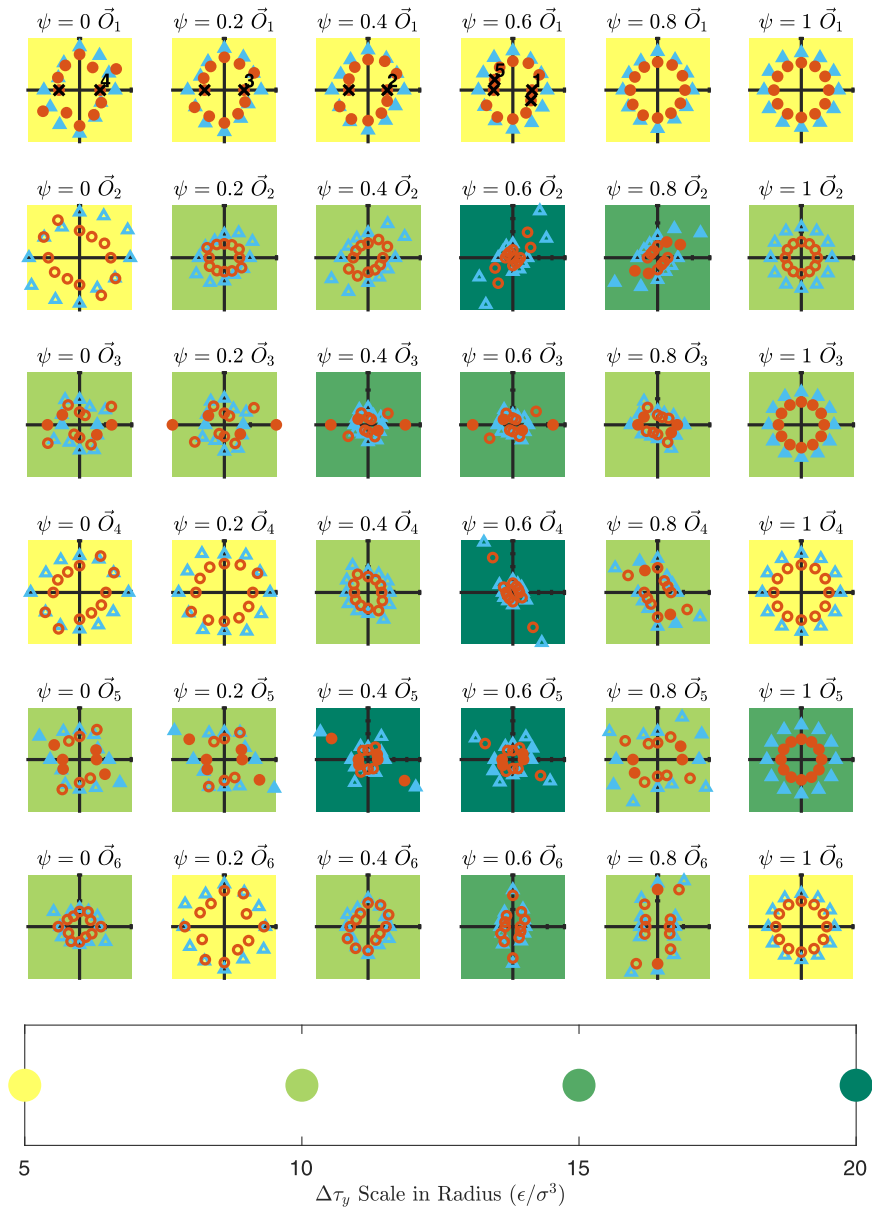 ψ = 0 O⃗₁ ψ = 0.2 O⃗₁ ψ = 0.4 O⃗₁ ψ = 0.6 O⃗₁ ψ = 0.8 O⃗₁ ψ = 1 O⃗₁
4 3 2 5 1
ψ = 0 O⃗₂ ψ = 0.2 O⃗₂ ψ = 0.4 O⃗₂ ψ = 0.6 O⃗₂ ψ = 0.8 O⃗₂ ψ = 1 O⃗₂
ψ = 0 O⃗₃ ψ = 0.2 O⃗₃ ψ = 0.4 O⃗₃ ψ = 0.6 O⃗₃ ψ = 0.8 O⃗₃ ψ = 1 O⃗₃
ψ = 0 O⃗₄ ψ = 0.2 O⃗₄ ψ = 0.4 O⃗₄ ψ = 0.6 O⃗₄ ψ = 0.8 O⃗₄ ψ = 1 O⃗₄
ψ = 0 O⃗₅ ψ = 0.2 O⃗₅ ψ = 0.4 O⃗₅ ψ = 0.6 O⃗₅ ψ = 0.8 O⃗₅ ψ = 1 O⃗₅
ψ = 0 O⃗₆ ψ = 0.2 O⃗₆ ψ = 0.4 O⃗₆ ψ = 0.6 O⃗₆ ψ = 0.8 O⃗₆ ψ = 1 O⃗₆
5 10 15 20
Δτ_y Scale in Radius (ϵ/σ³)